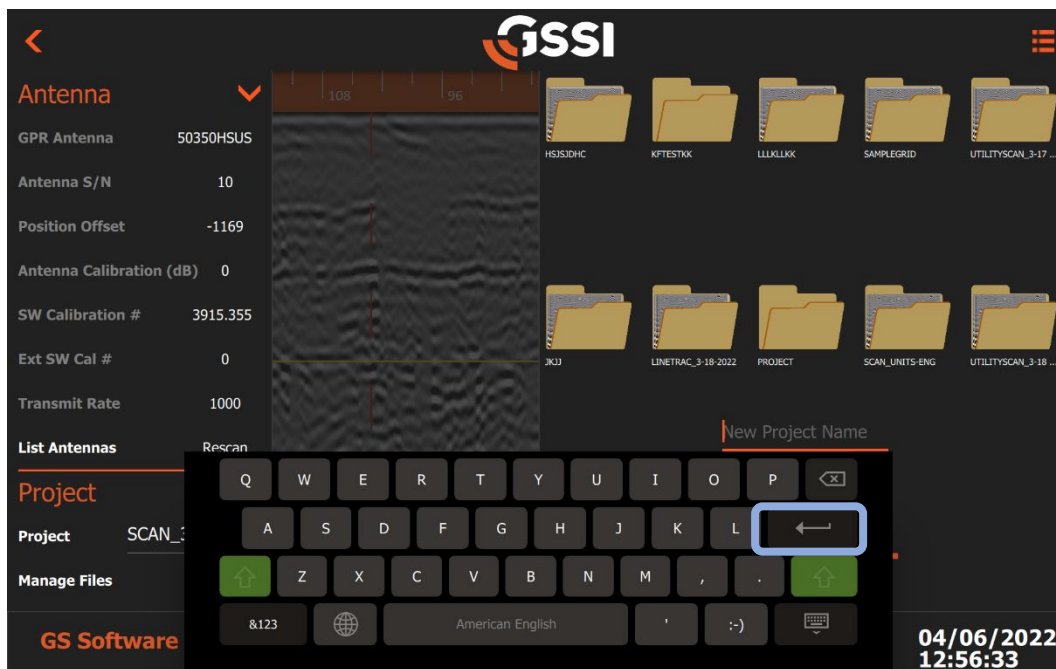 GSSI
Antenna
GPR Antenna 50350HSUS
Antenna S/N 10
Position Offset -1169
Antenna Calibration (dB) 0
SW Calibration # 3915.355
Ext SW Cal # 0
Transmit Rate 1000
List Antennas Rescan
Project
Project SCAN_3
Manage Files
GS Software
108 96
HSJSJDHC KFTESTKK LLLKLLKK SAMPLEGRID UTILITYSCAN_3-17 ...
JKJJ LINETRAC_3-18-2022 PROJECT SCAN_UNITS-ENG UTILITYSCAN_3-18 ...
New Project Name
Q W E R T Y U I O P
A S D F G H J K L
Z X C V B N M , .
&123 American English ' :-)
04/06/2022
12:56:33